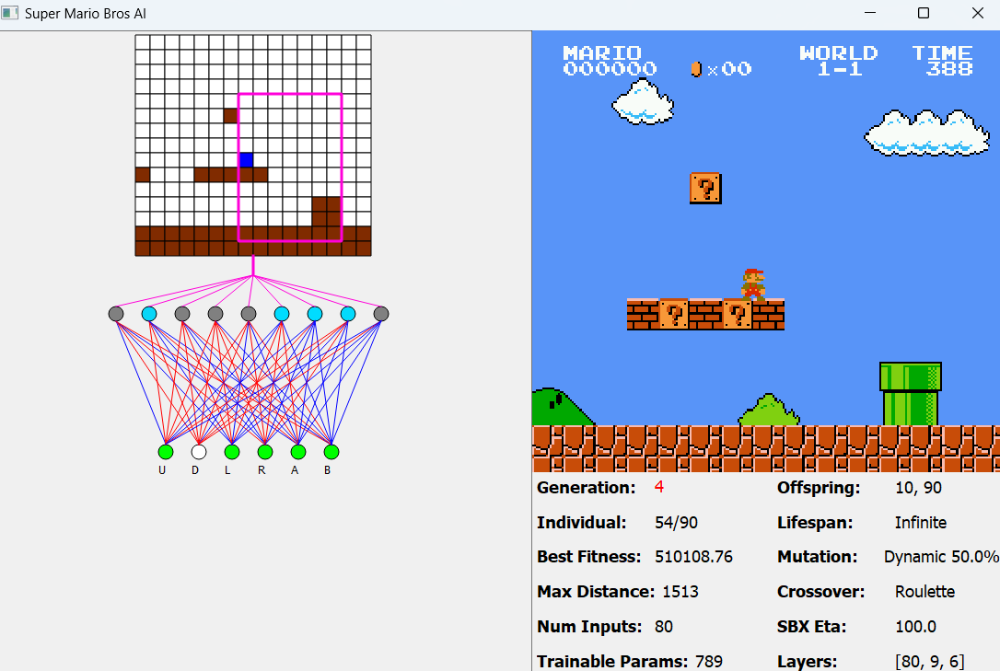 Super Mario Bros AI
MARIO WORLD TIME
000000 ×00 1-1 388
?
? ?
U D L R A B
Generation: 4 Offspring: 10, 90
Individual: 54/90 Lifespan: Infinite
Best Fitness: 510108.76 Mutation: Dynamic 50.0%
Max Distance: 1513 Crossover: Roulette
Num Inputs: 80 SBX Eta: 100.0
Trainable Params: 789 Layers: [80, 9, 6]